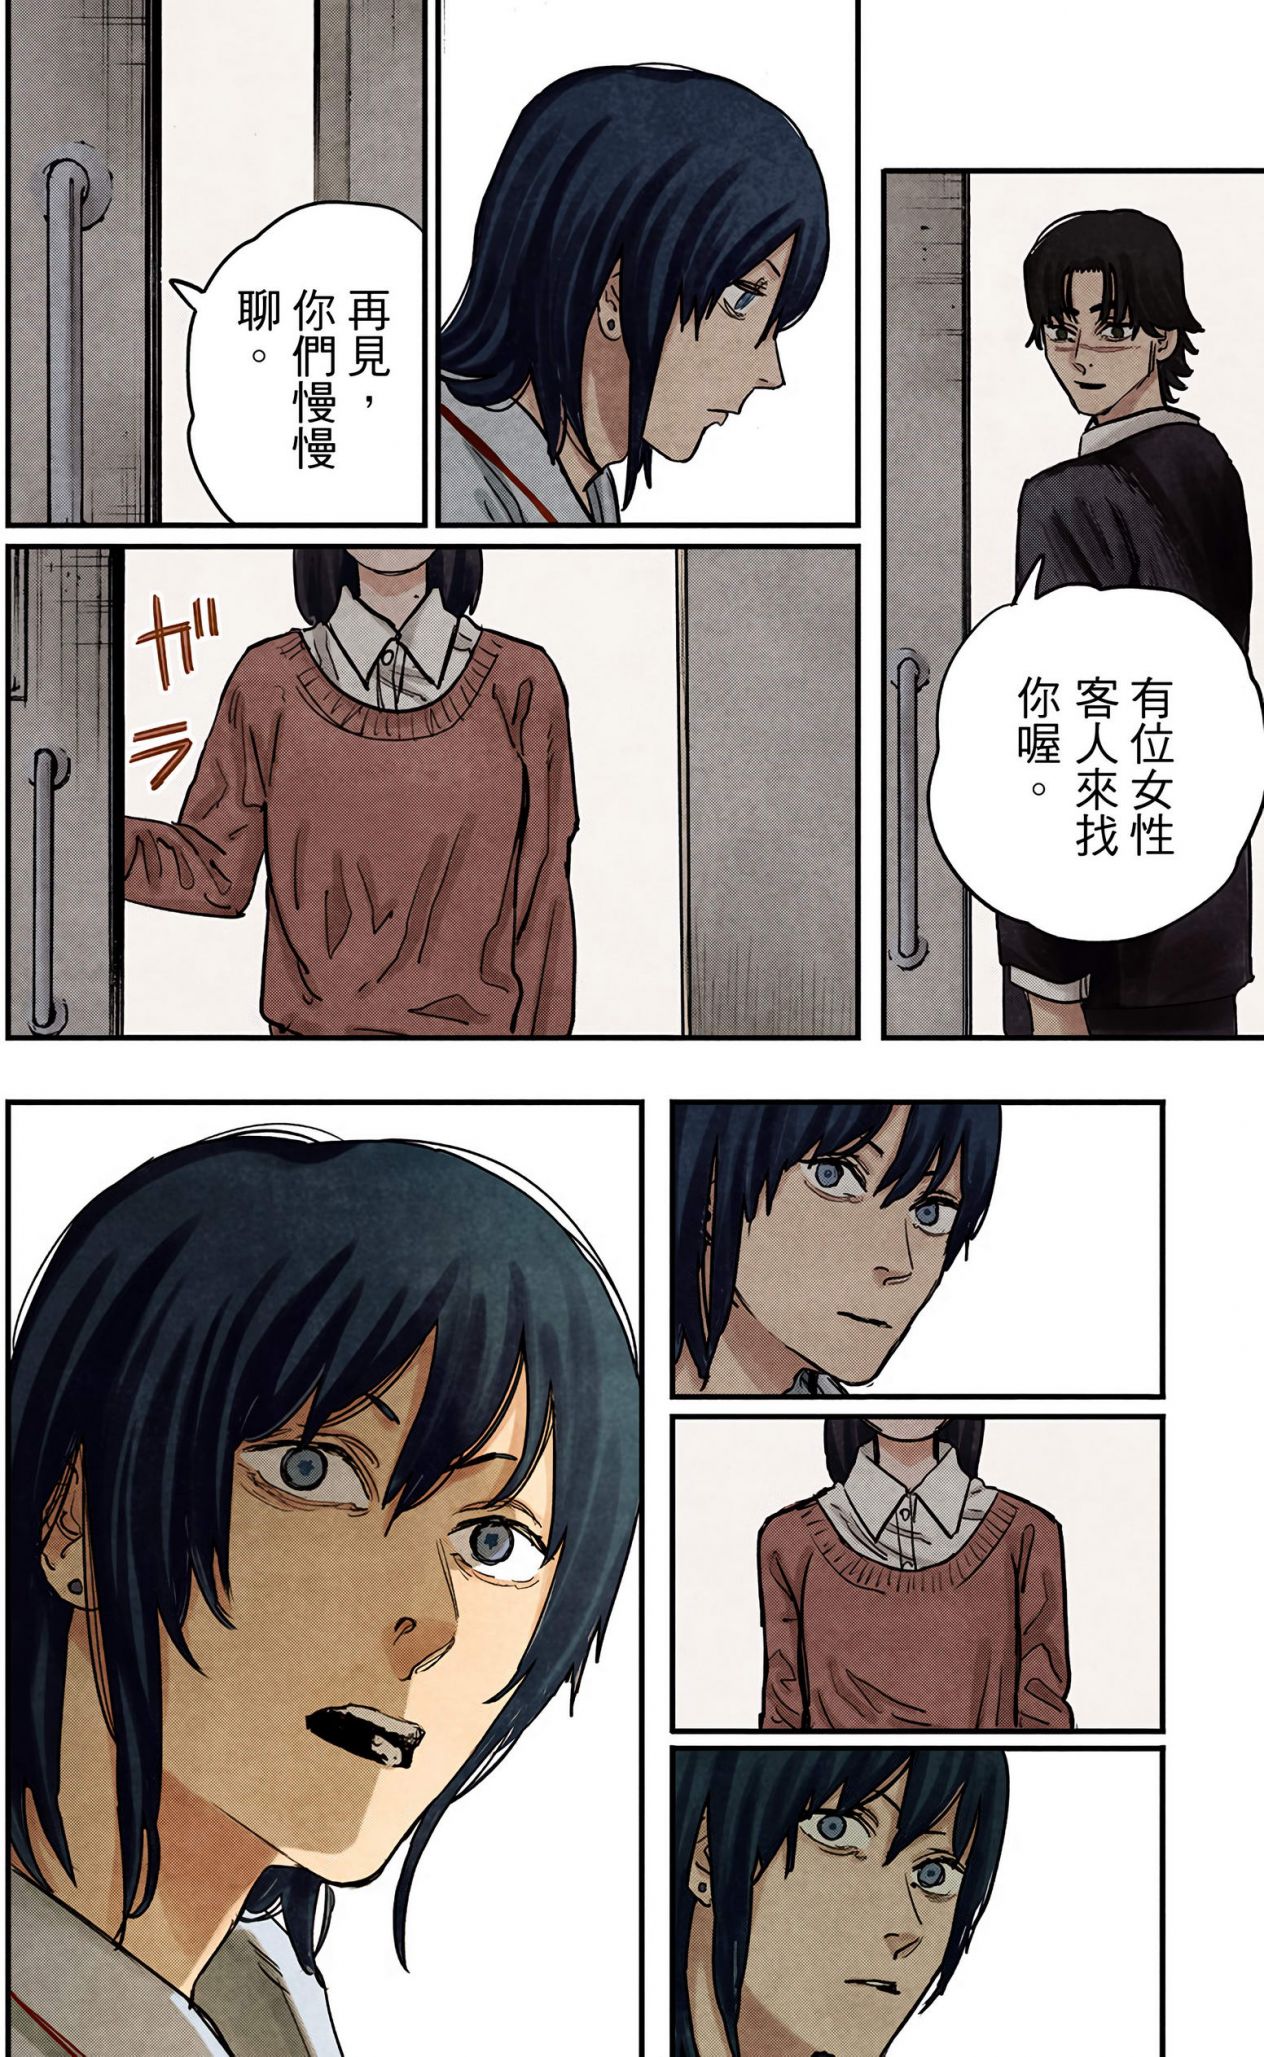 有位女性
客人來找
你喔。
再見，
你們慢慢
聊。
ガラ